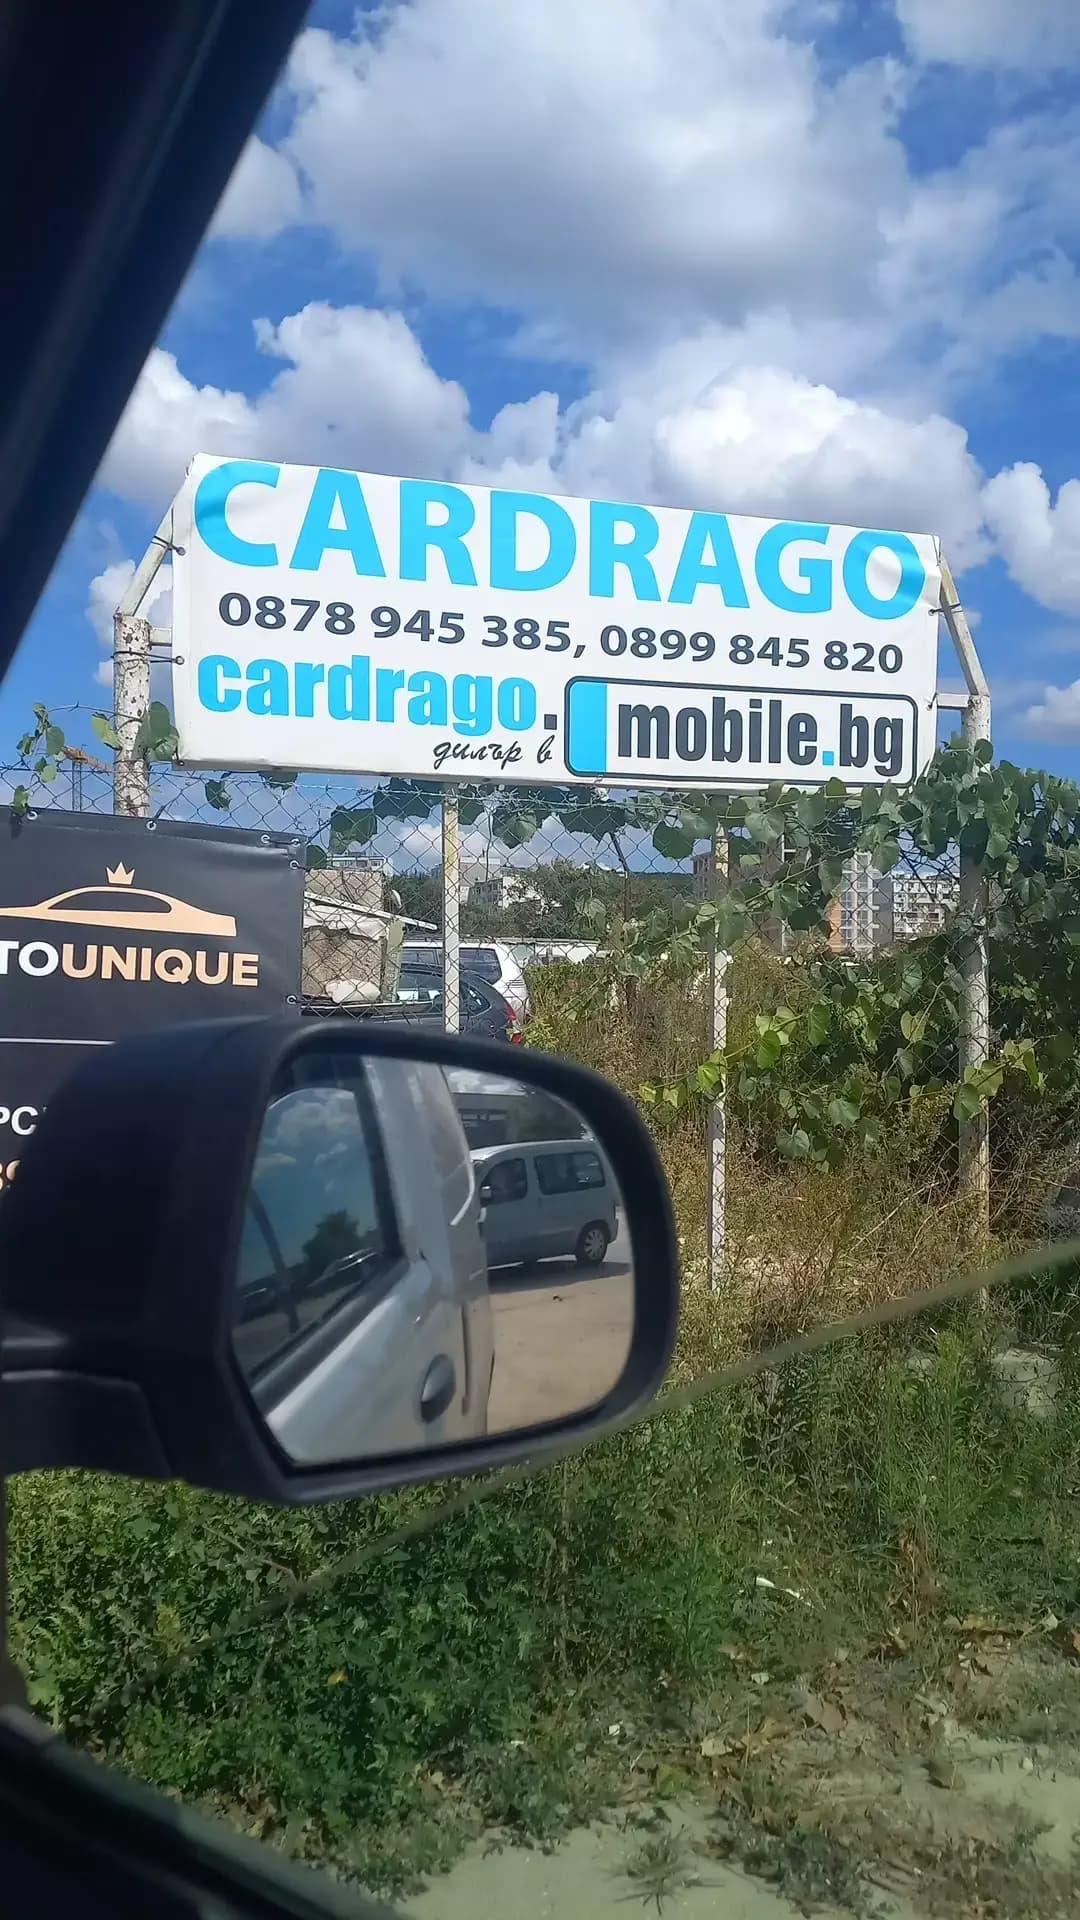 CARDRAGO
0878 945 385, 0899 845 820
cardrago.mobile.bg
дилър в
TOUNIQUE